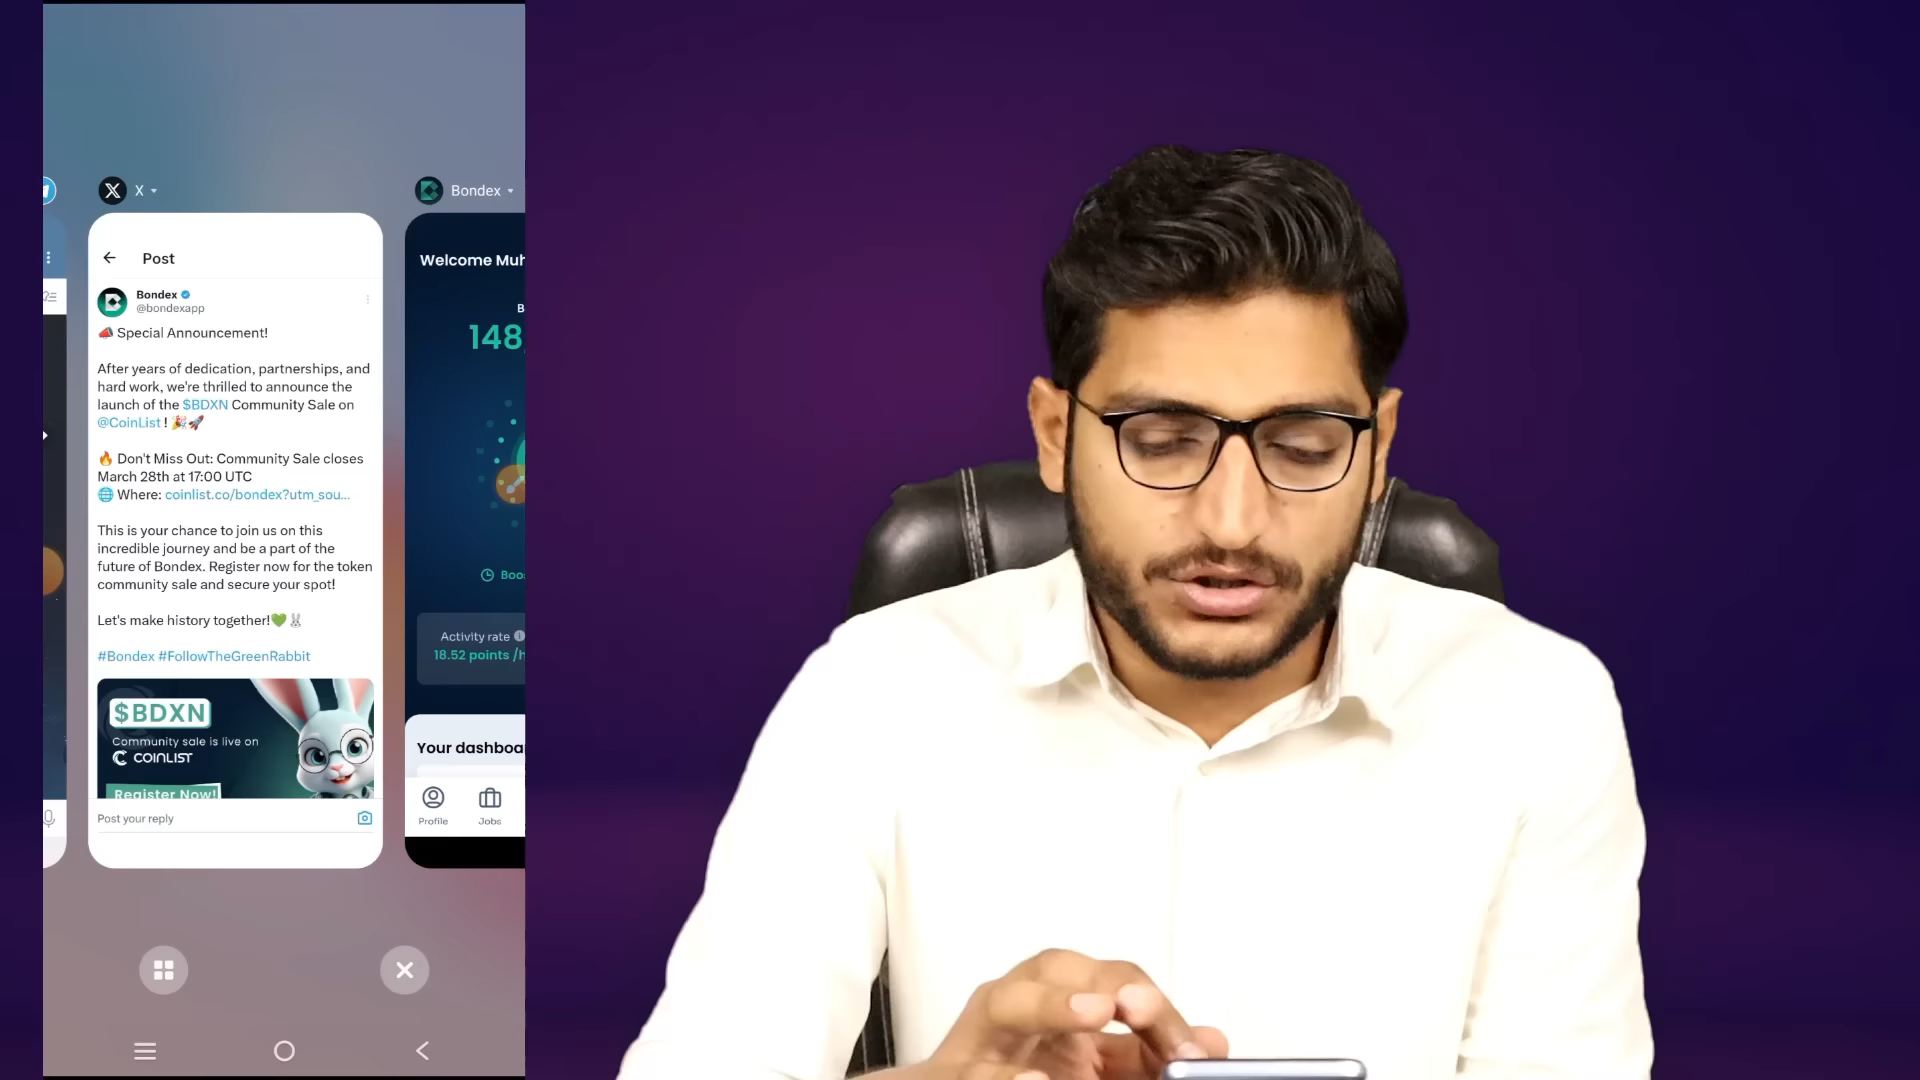 X
Bondex
Post
Bondex
@bondexapp
📣 Special Announcement!
After years of dedication, partnerships, and
hard work, we're thrilled to announce the
launch of the $BDXN Community Sale on
@CoinList ! 🎉🚀
🔥 Don't Miss Out: Community Sale closes
March 28th at 17:00 UTC
🌐 Where: coinlist.co/bondex?utm_sou...
This is your chance to join us on this
incredible journey and be a part of the
future of Bondex. Register now for the token
community sale and secure your spot!
Let's make history together!💚🐰
#Bondex #FollowTheGreenRabbit
$BDXN
Community sale is live on
COINLIST
Register Now!
Post your reply
Welcome Muh
B
148,
Boos
Activity rate
18.52 points /h
Your dashboa
Profile
Jobs